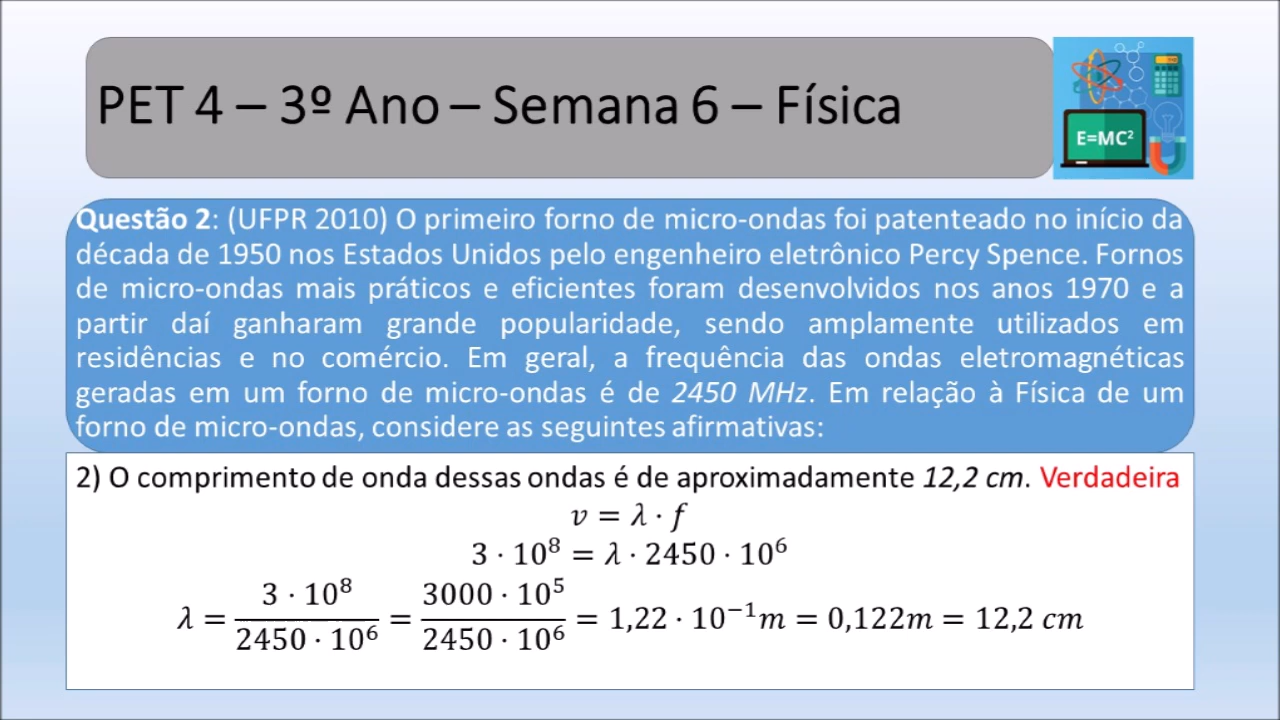 PET 4 – 3º Ano – Semana 6 – Física
E=MC²
Questão 2: (UFPR 2010) O primeiro forno de micro-ondas foi patenteado no início da
década de 1950 nos Estados Unidos pelo engenheiro eletrônico Percy Spence. Fornos
de micro-ondas mais práticos e eficientes foram desenvolvidos nos anos 1970 e a
partir daí ganharam grande popularidade, sendo amplamente utilizados em
residências e no comércio. Em geral, a frequência das ondas eletromagnéticas
geradas em um forno de micro-ondas é de 2450 MHz. Em relação à Física de um
forno de micro-ondas, considere as seguintes afirmativas:
2) O comprimento de onda dessas ondas é de aproximadamente 12,2 cm. Verdadeira
v = λ · f
3 · 10⁸ = λ · 2450 · 10⁶
λ = 3 · 10⁸ / 2450 · 10⁶ = 3000 · 10⁵ / 2450 · 10⁶ = 1,22 · 10⁻¹m = 0,122m = 12,2 cm